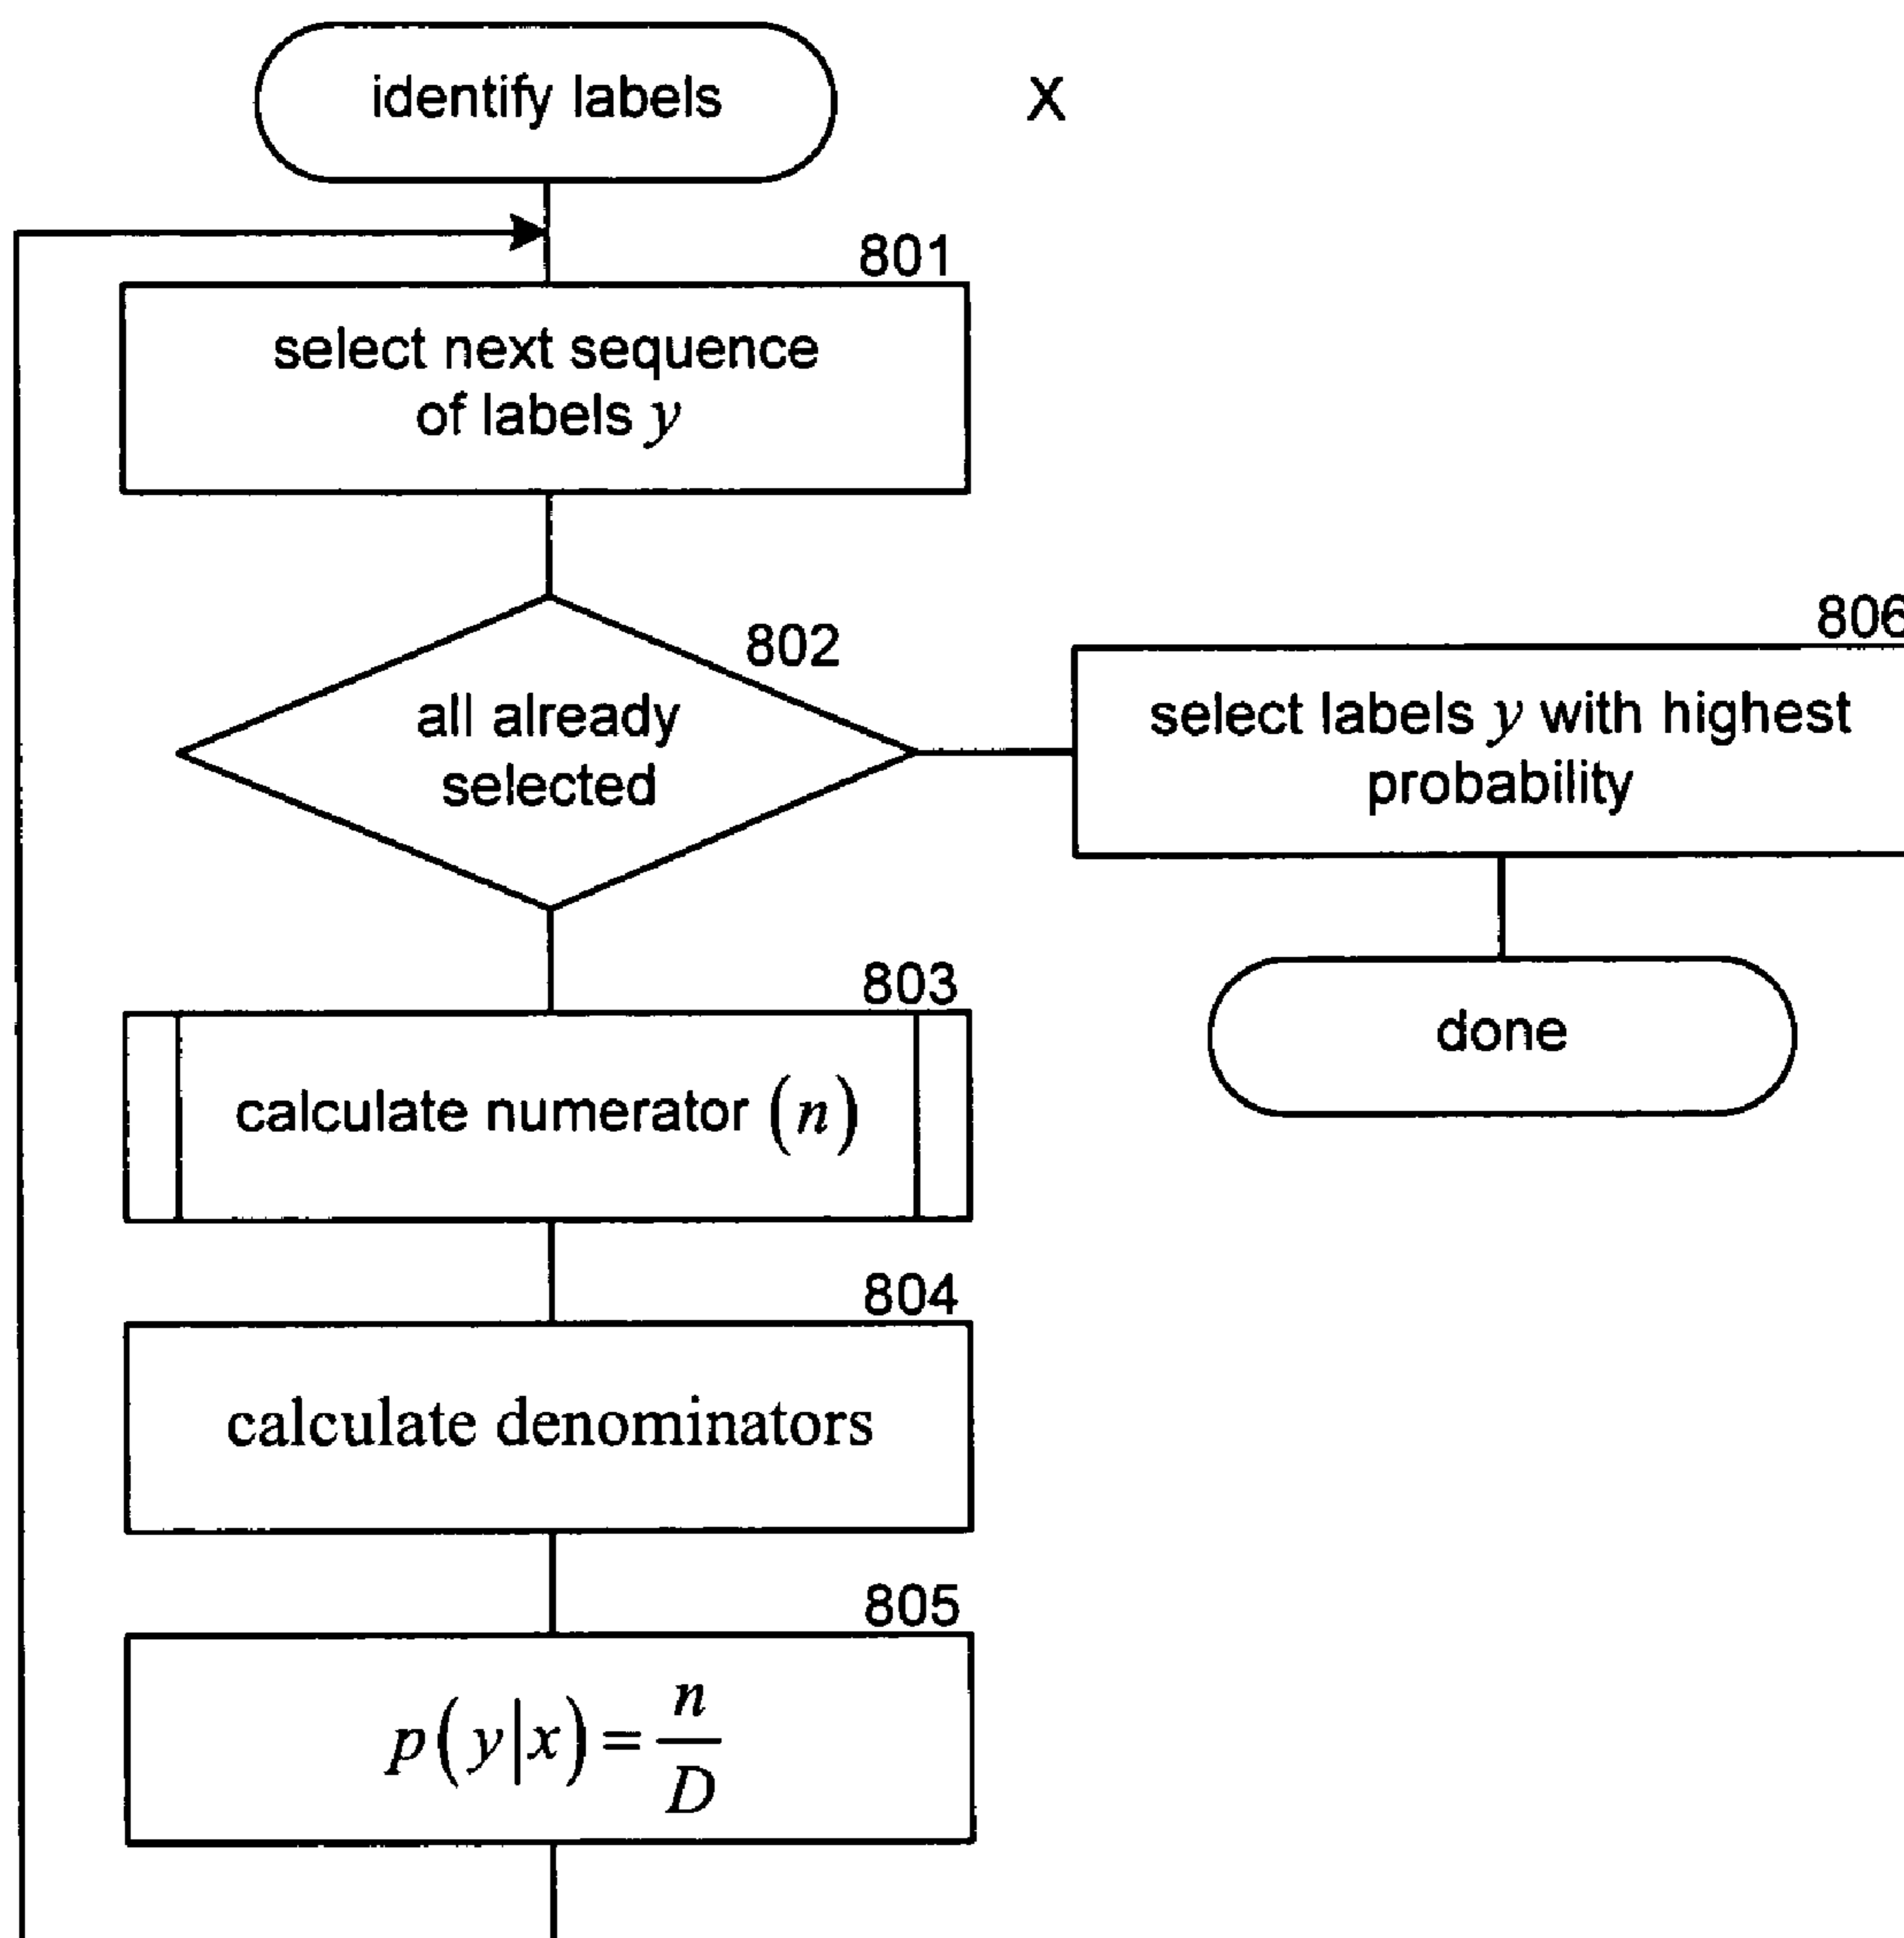 identify labels
X
801
select next sequence
of labels y
802
all already
selected
806
select labels y with highest
probability
done
803
calculate numerator (n)
804
calculate denominators
805
p(y|x) = n/D